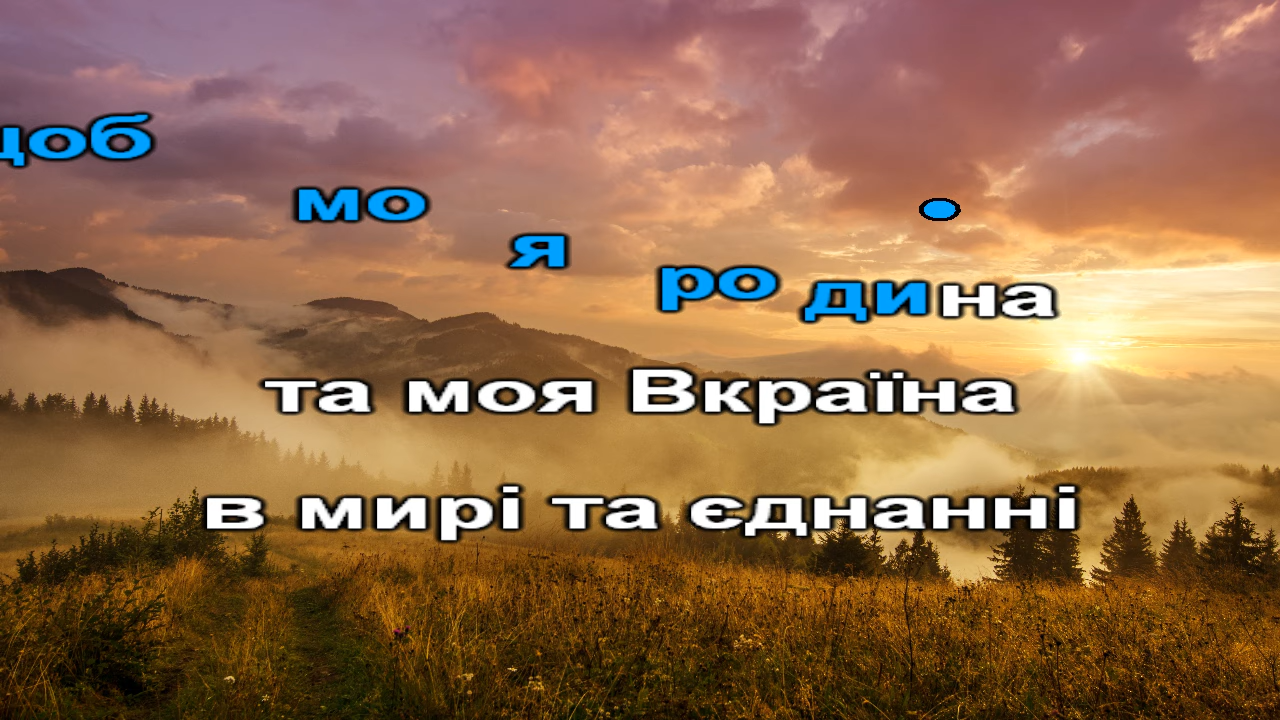 щоб моя родина
та моя Вкраїна
в мирі та єднанні